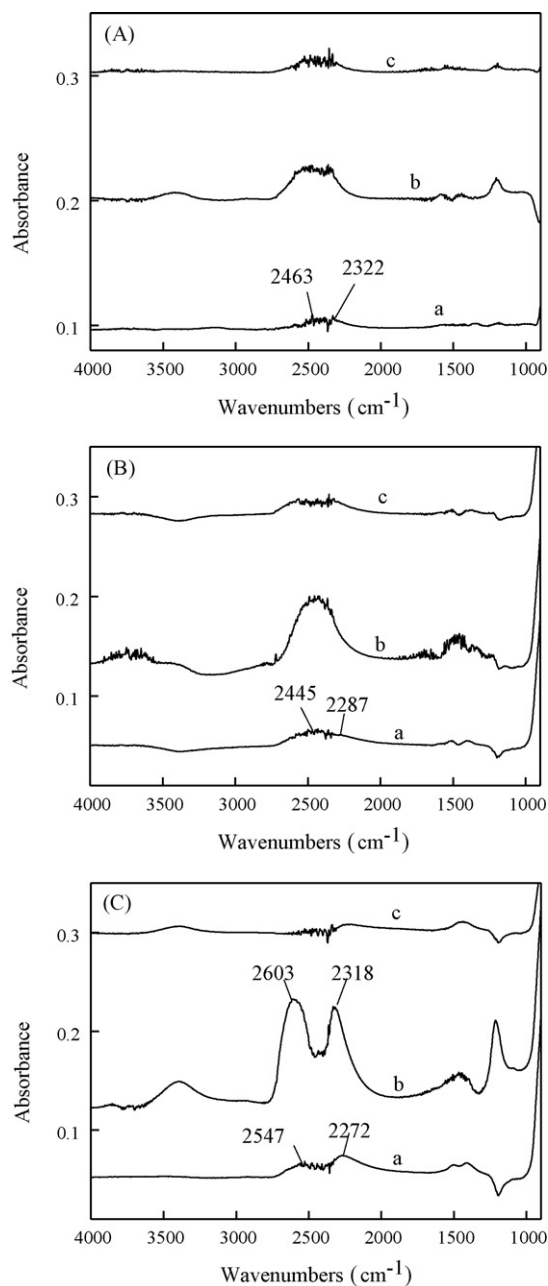 (A)
c
0.3
b
0.2
2463 2322
a
0.1
4000 3500 3000 2500 2000 1500 1000
Absorbance
Wavenumbers (cm-1)
(B)
c
0.3
0.2
b
2445 2287
0.1
a
4000 3500 3000 2500 2000 1500 1000
Absorbance
Wavenumbers (cm-1)
(C)
c
0.3
2603 2318
0.2
b
2547 2272
0.1
a
4000 3500 3000 2500 2000 1500 1000
Absorbance
Wavenumbers (cm-1)